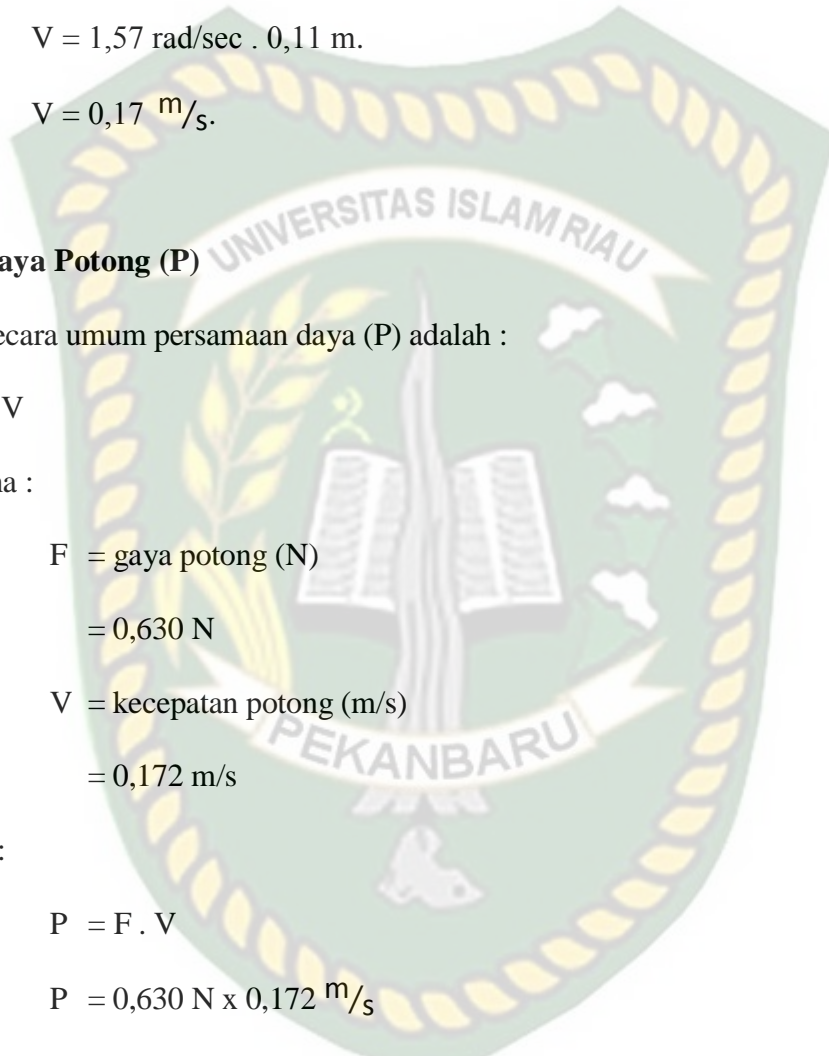 V = 1,57 rad/sec . 0,11 m.
V = 0,17 m/s.
UNIVERSITAS ISLAM RIAU
aya Potong (P)
ecara umum persamaan daya (P) adalah :
V
na :
F = gaya potong (N)
= 0,630 N
V = kecepatan potong (m/s)
PEKANBARU
= 0,172 m/s
:
P = F . V
P = 0,630 N x 0,172 m/s